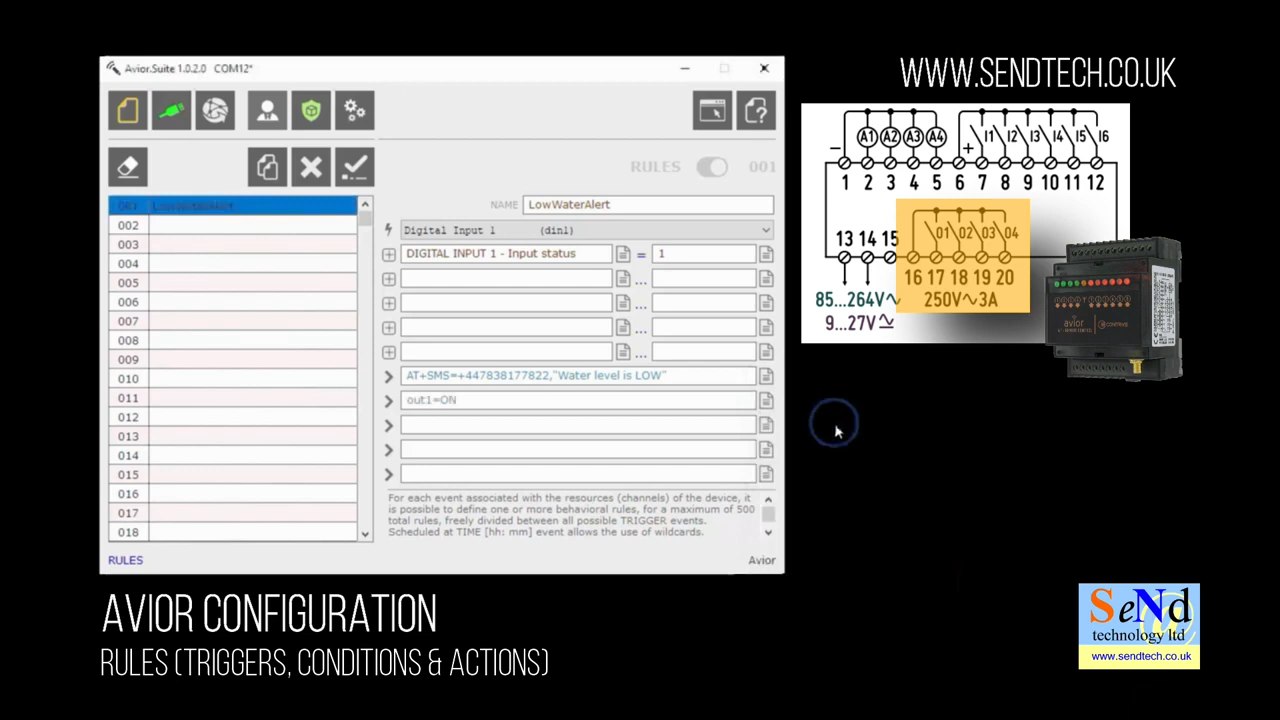 Avior.Suite 1.0.2.0 COM12*
WWW.SENDTECH.CO.UK
RULES 001
NAME LowWaterAlert
001 LowWaterAlert
002
003
004
005
006
007
008
009
010
011
012
013
014
015
016
017
018
Digital Input 1 (din1)
DIGITAL INPUT 1 - Input status = 1
...
...
...
...
AT+SMS=+447838177822,"Water level is LOW"
out1=ON
For each event associated with the resources (channels) of the device, it
is possible to define one or more behavioral rules, for a maximum of 500
total rules, freely divided between all possible TRIGGER events.
Scheduled at TIME [hh: mm] event allows the use of wildcards.
RULES
Avior
A1 A2 A3 A4 I1 I2 I3 I4 I5 I6
− +
1 2 3 4 5 6 7 8 9 10 11 12
01 02 03 04
13 14 15
16 17 18 19 20
85...264V~
250V~3A
9...27V
avior
AVIOR CONFIGURATION
RULES (TRIGGERS, CONDITIONS & ACTIONS)
SeNd
@
technology ltd
www.sendtech.co.uk